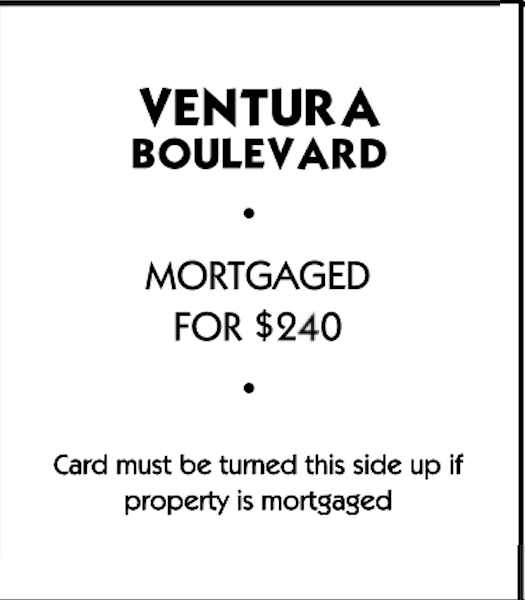 VENTURA
BOULEVARD
•
MORTGAGED
FOR $240
•
Card must be turned this side up if
property is mortgaged